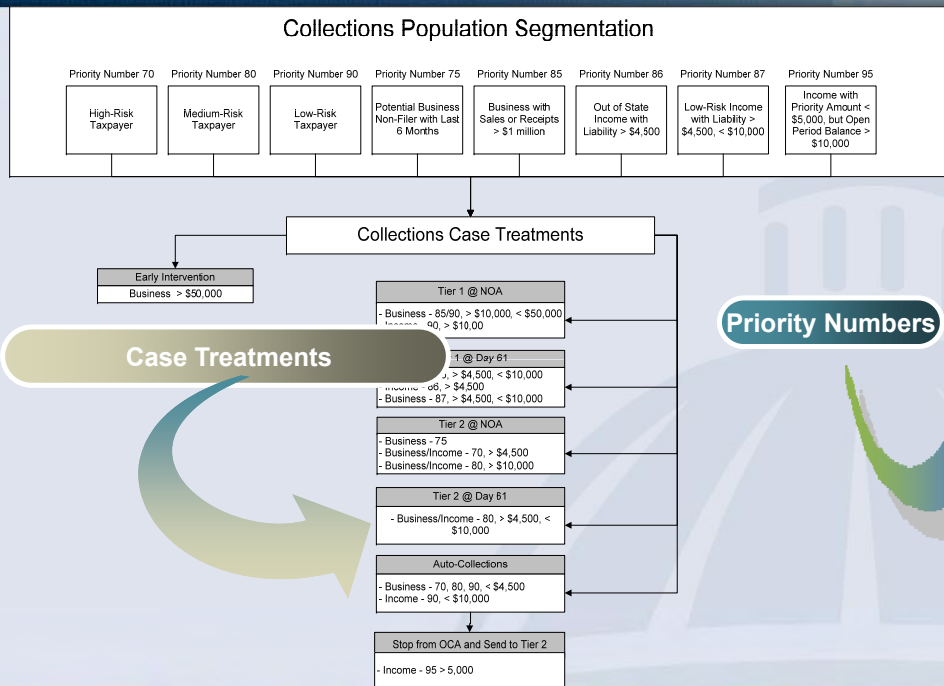 Collections Population Segmentation
Priority Number 70
Priority Number 80
Priority Number 90
Priority Number 75
Priority Number 85
Priority Number 86
Priority Number 87
Priority Number 95
High-Risk
Taxpayer
Medium-Risk
Taxpayer
Low-Risk
Taxpayer
Potential Business
Non-Filer with Last
6 Months
Business with
Sales or Receipts
> $1 million
Out of State
Income with
Liability > $4,500
Low-Risk Income
with Liability >
$4,500, < $10,000
Income with
Priority Amount <
$5,000, but Open
Period Balance >
$10,000
Collections Case Treatments
Early Intervention
Business > $50,000
Tier 1 @ NOA
- Business - 85/90, > $10,000, < $50,000
90, > $10,00
Priority Numbers
Case Treatments
1 @ Day 61
> $4,500, < $10,000
86, > $4,500
- Business - 87, > $4,500, < $10,000
Tier 2 @ NOA
- Business - 75
- Business/Income - 70, > $4,500
- Business/Income - 80, > $10,000
Tier 2 @ Day 61
- Business/Income - 80, > $4,500, <
$10,000
Auto-Collections
- Business - 70, 80, 90, < $4,500
- Income - 90, < $10,000
Stop from OCA and Send to Tier 2
- Income - 95 > 5,000